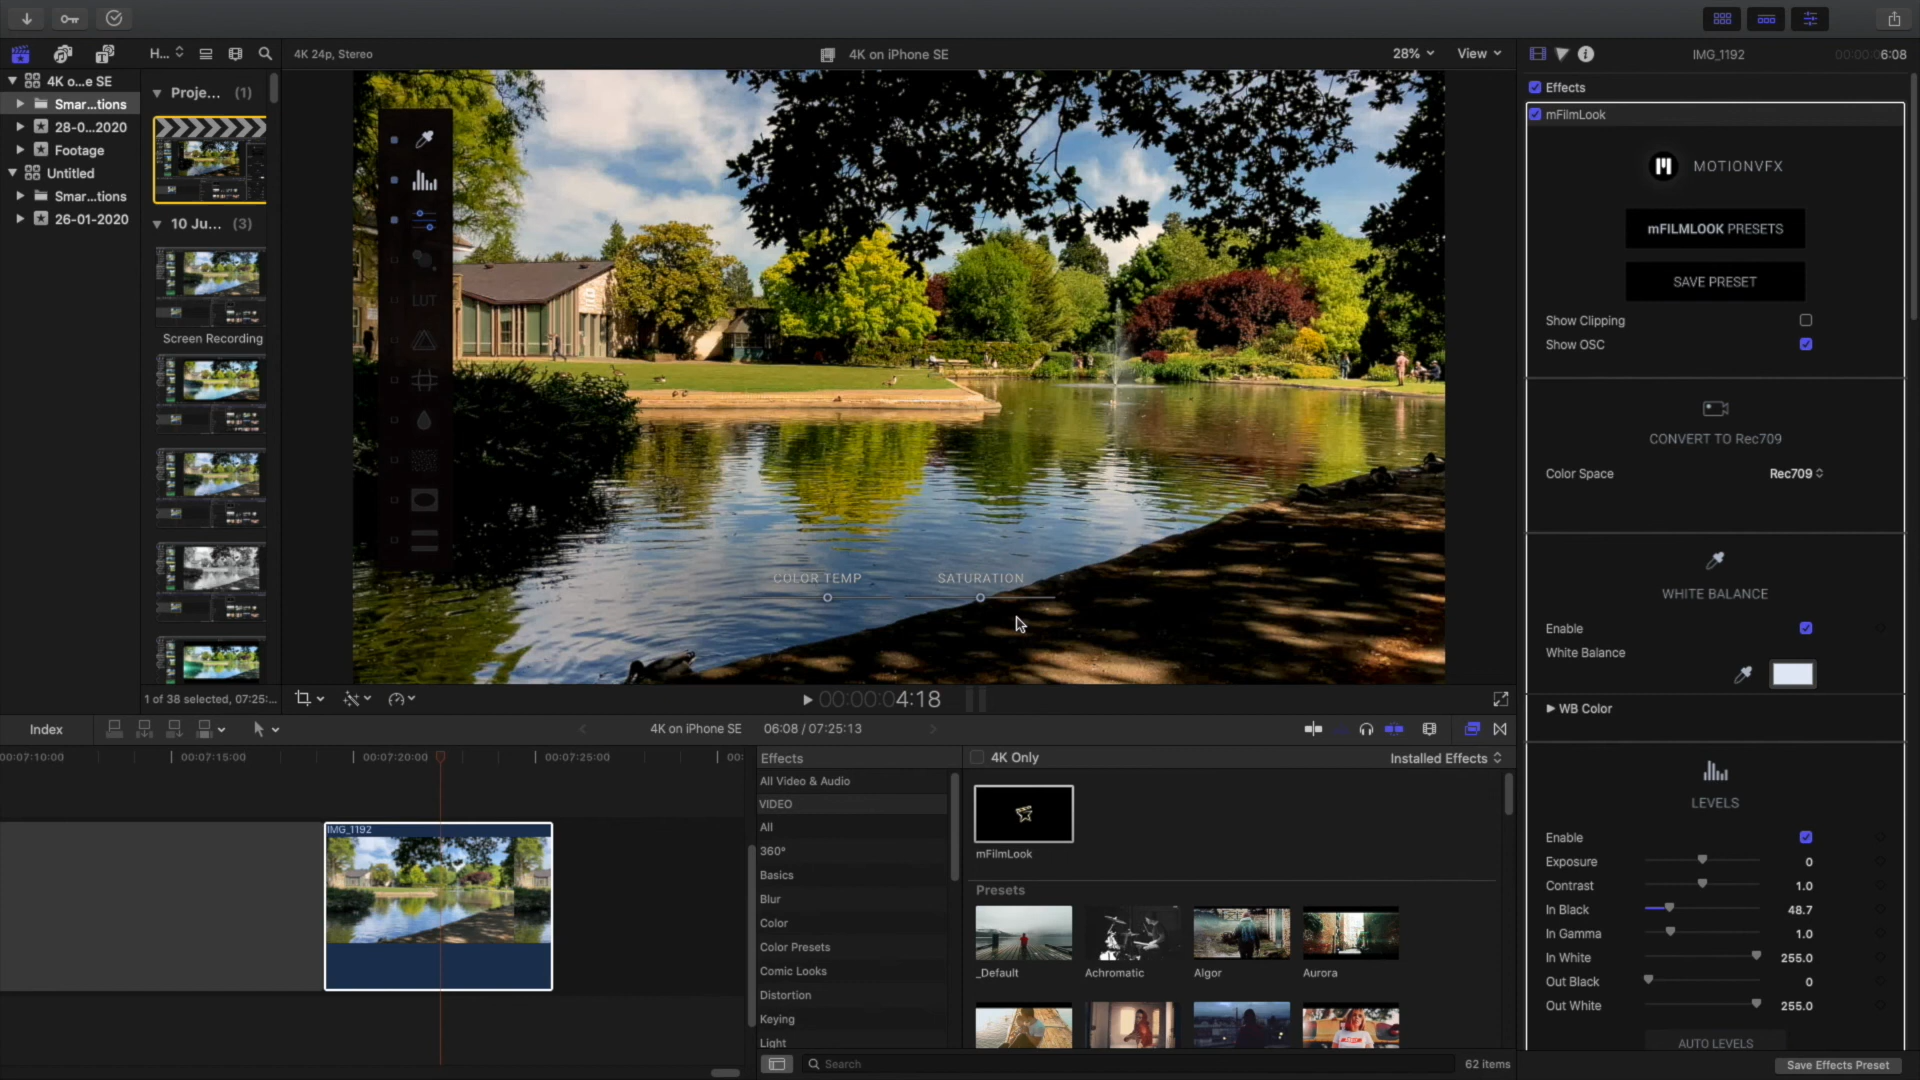 H...
4K 24p, Stereo
4K on iPhone SE
28%
View
IMG_1192
00:00:06:08
4K o...e SE
Smar...tions
28-0...2020
Footage
Untitled
Smar...tions
26-01-2020
Proje... (1)
10 Ju... (3)
Screen Recording
1 of 38 selected, 07:25:...
LUT
COLOR TEMP
SATURATION
00:00:04:18
Effects
mFilmLook
MOTIONVFX
mFILMLOOK PRESETS
SAVE PRESET
Show Clipping
Show OSC
CONVERT TO Rec709
Color Space
Rec709
WHITE BALANCE
Enable
White Balance
WB Color
LEVELS
Enable
Exposure 0
Contrast 1.0
In Black 48.7
In Gamma 1.0
In White 255.0
Out Black 0
Out White 255.0
AUTO LEVELS
Save Effects Preset
Index
4K on iPhone SE
06:08 / 07:25:13
00:07:10:00
00:07:15:00
00:07:20:00
00:07:25:00
00:
IMG_1192
Effects
All Video & Audio
VIDEO
All
360°
Basics
Blur
Color
Color Presets
Comic Looks
Distortion
Keying
Light
4K Only
Installed Effects
mFilmLook
Presets
_Default
Achromatic
Algor
Aurora
Search
62 items